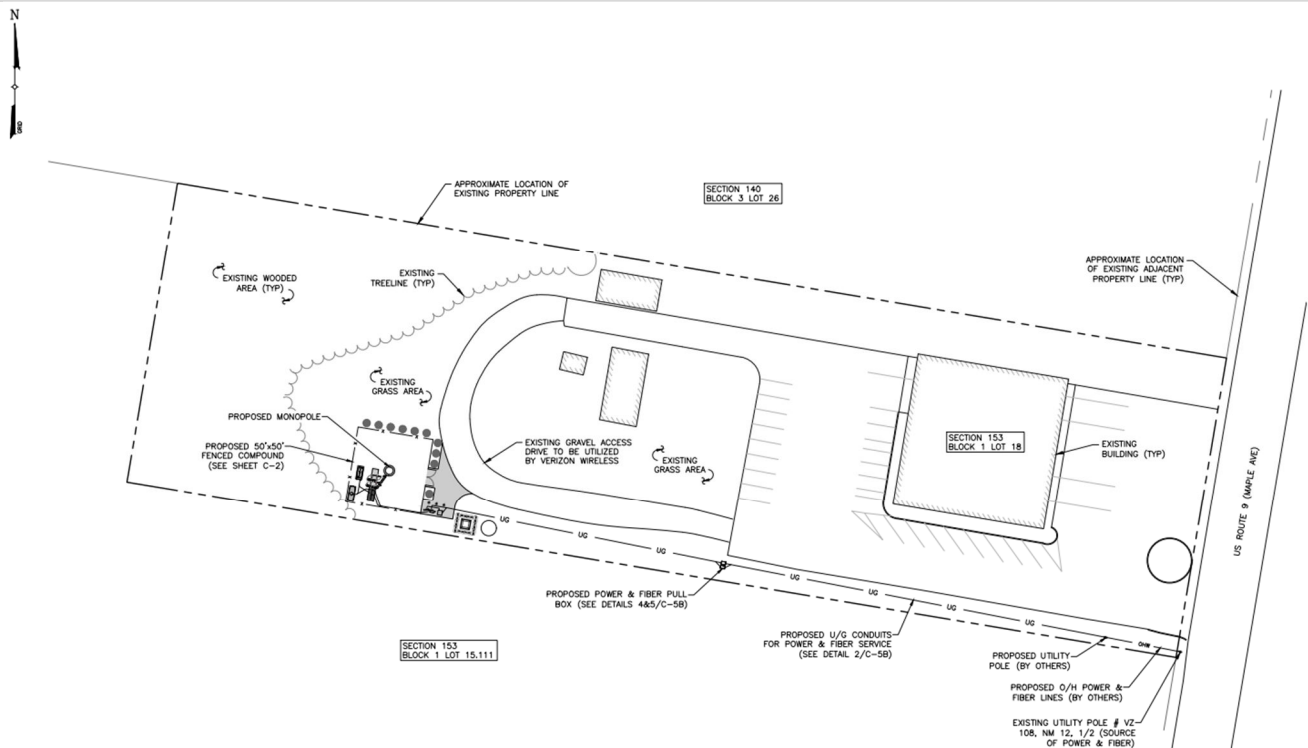 N
GRID
APPROXIMATE LOCATION OF
EXISTING PROPERTY LINE
SECTION 140
BLOCK 3 LOT 26
APPROXIMATE LOCATION
OF EXISTING ADJACENT
PROPERTY LINE (TYP)
EXISTING WOODED
AREA (TYP)
EXISTING
TREELINE (TYP)
EXISTING
GRASS AREA
PROPOSED MONOPOLE
PROPOSED 50'x50'
FENCED COMPOUND
(SEE SHEET C-2)
EXISTING GRAVEL ACCESS
DRIVE TO BE UTILIZED
BY VERIZON WIRELESS
EXISTING
GRASS AREA
SECTION 153
BLOCK 1 LOT 18
EXISTING
BUILDING (TYP)
US ROUTE 9 (MAPLE AVE)
UG
UG
UG
UG
UG
UG
UG
OHW
PROPOSED POWER & FIBER PULL
BOX (SEE DETAILS 4&5/C-5B)
PROPOSED U/G CONDUITS
FOR POWER & FIBER SERVICE
(SEE DETAIL 2/C-5B)
PROPOSED UTILITY
POLE (BY OTHERS)
PROPOSED O/H POWER &
FIBER LINES (BY OTHERS)
EXISTING UTILITY POLE # VZ
108, NM 12, 1/2 (SOURCE
OF POWER & FIBER)
SECTION 153
BLOCK 1 LOT 15.111